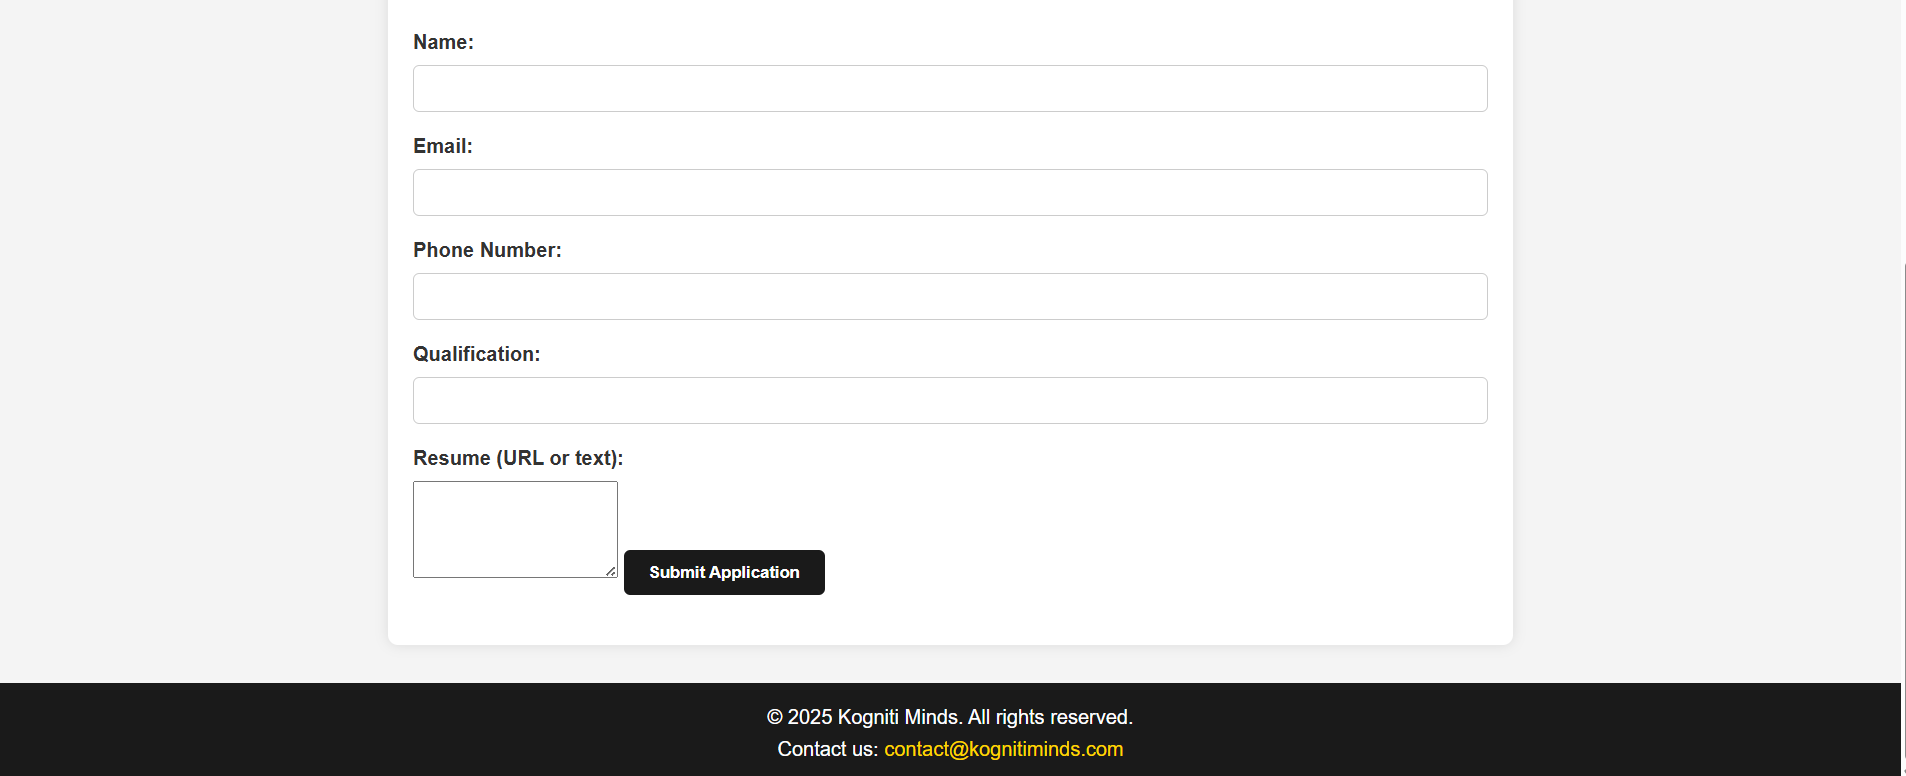 Name:
Email:
Phone Number:
Qualification:
Resume (URL or text):
Submit Application
© 2025 Kogniti Minds. All rights reserved.
Contact us: contact@kognitiminds.com